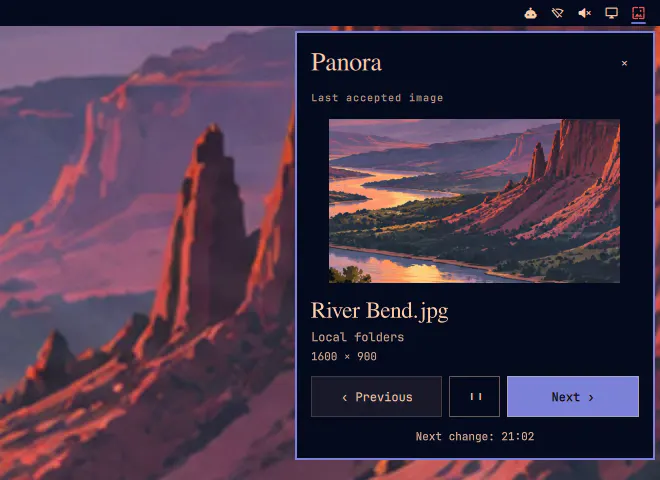 Panora
×
Last accepted image
River Bend.jpg
Local folders
1600 × 900
‹ Previous
Next ›
Next change: 21:02